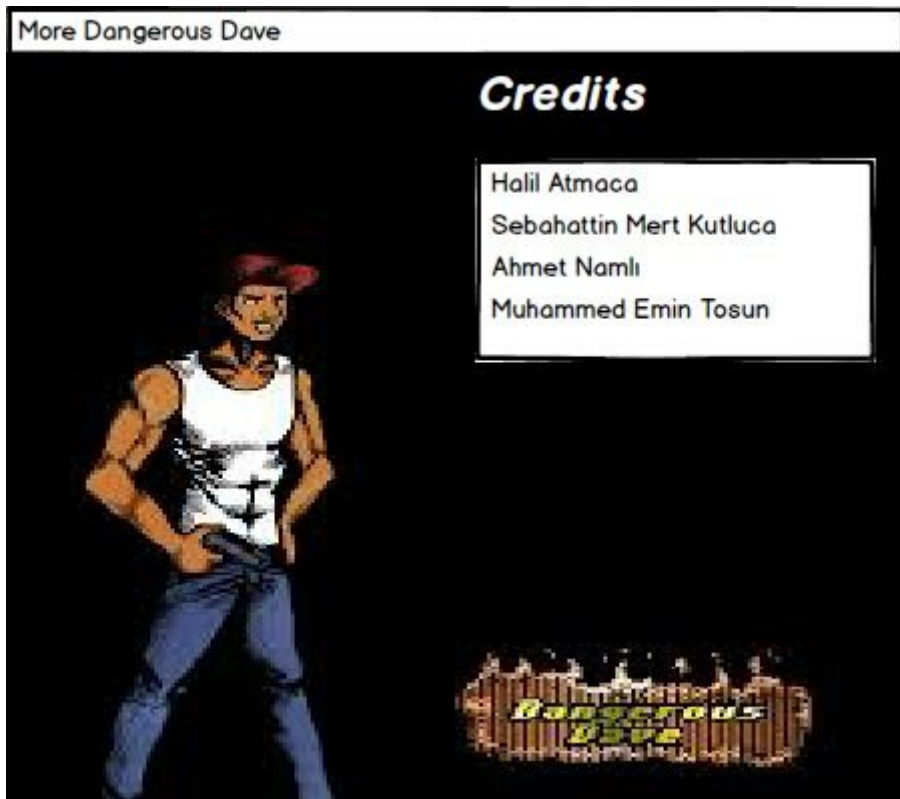 More Dangerous Dave
Credits
Halil Atmaca
Sebahattin Mert Kutluca
Ahmet Namlı
Muhammed Emin Tosun
Dangerous
Dave